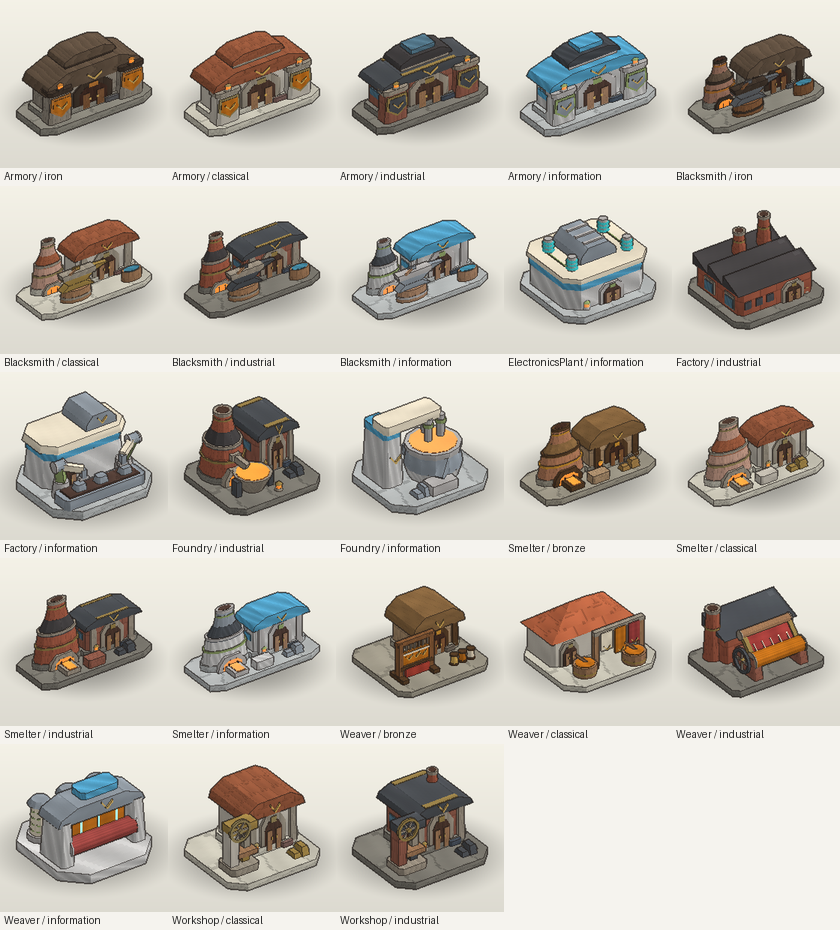 Armory / iron
Armory / classical
Armory / industrial
Armory / information
Blacksmith / iron
Blacksmith / classical
Blacksmith / industrial
Blacksmith / information
ElectronicsPlant / information
Factory / industrial
Factory / information
Foundry / industrial
Foundry / information
Smelter / bronze
Smelter / classical
Smelter / industrial
Smelter / information
Weaver / bronze
Weaver / classical
Weaver / industrial
Weaver / information
Workshop / classical
Workshop / industrial